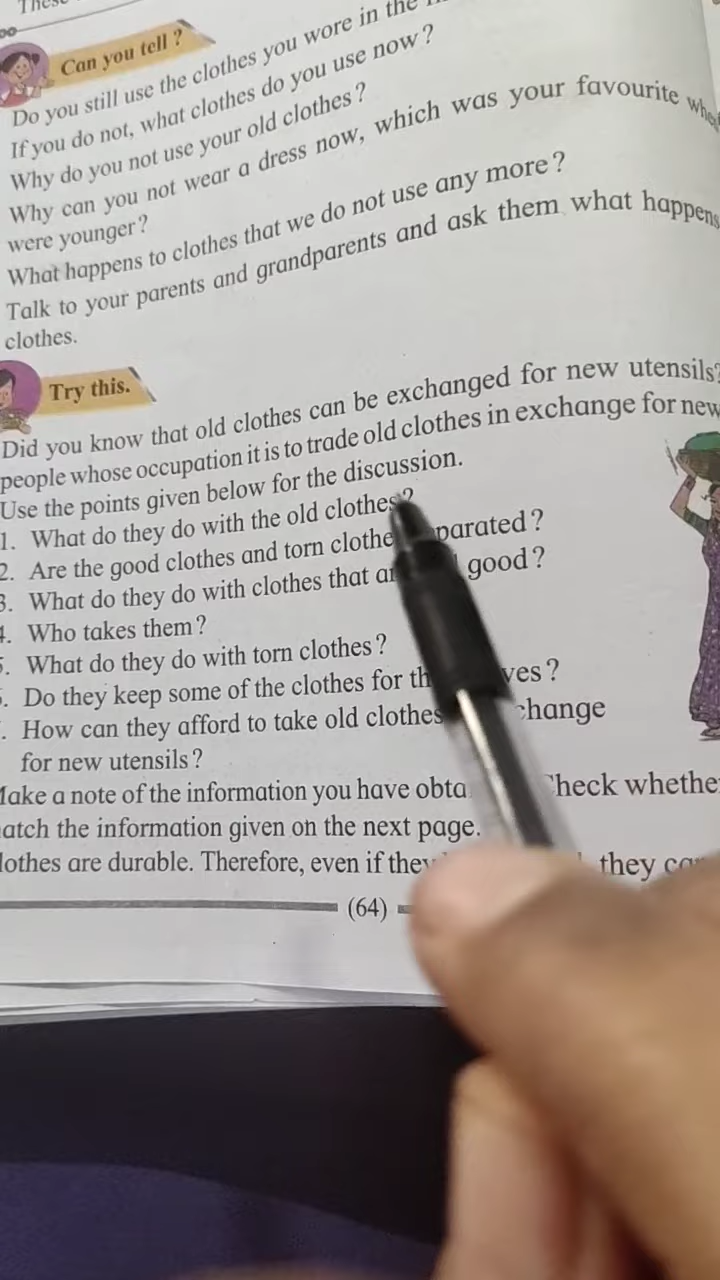 These
Can you tell ?
Do you still use the clothes you wore in the
If you do not, what clothes do you use now ?
Why do you not use your old clothes ?
Why can you not wear a dress now, which was your favourite
were younger ?
What happens to clothes that we do not use any more ?
Talk to your parents and grandparents and ask them what happens
clothes.
Try this.
Did you know that old clothes can be exchanged for new utensils?
people whose occupation it is to trade old clothes in exchange for new
Use the points given below for the discussion.
1. What do they do with the old clothes?
2. Are the good clothes and torn clothe parated ?
3. What do they do with clothes that good ?
4. Who takes them ?
5. What do they do with torn clothes ?
. Do they keep some of the clothes for th ves ?
. How can they afford to take old clothes change
for new utensils ?
Make a note of the information you have obta Check whethe
atch the information given on the next page.
lothes are durable. Therefore, even if they they ca
(64)